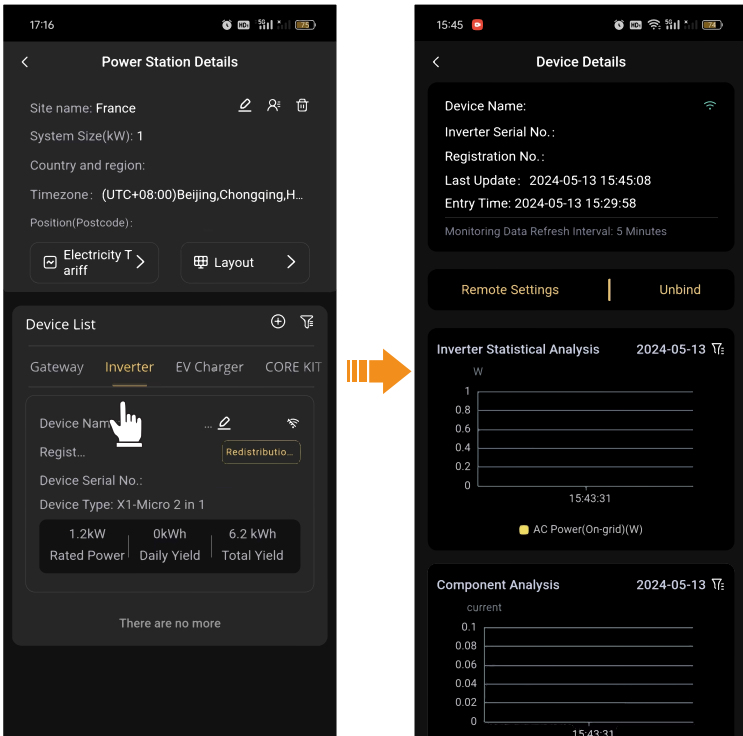 17:16
HD
5G
75
Power Station Details
Site name: France
System Size(kW): 1
Country and region:
Timezone: (UTC+08:00)Beijing,Chongqing,H...
Position(Postcode):
Electricity T
ariff
Layout
Device List
Gateway Inverter EV Charger CORE KIT
Device Nam
...
Regist...
Redistributio...
Device Serial No.:
Device Type: X1-Micro 2 in 1
1.2kW 0kWh 6.2 kWh
Rated Power Daily Yield Total Yield
There are no more
15:45
HD
5G
74
Device Details
Device Name:
Inverter Serial No.:
Registration No.:
Last Update: 2024-05-13 15:45:08
Entry Time: 2024-05-13 15:29:58
Monitoring Data Refresh Interval: 5 Minutes
Remote Settings Unbind
Inverter Statistical Analysis 2024-05-13
W
1
0.8
0.6
0.4
0.2
0
15:43:31
AC Power(On-grid)(W)
Component Analysis 2024-05-13
current
0.1
0.08
0.06
0.04
0.02
0
15:43:31